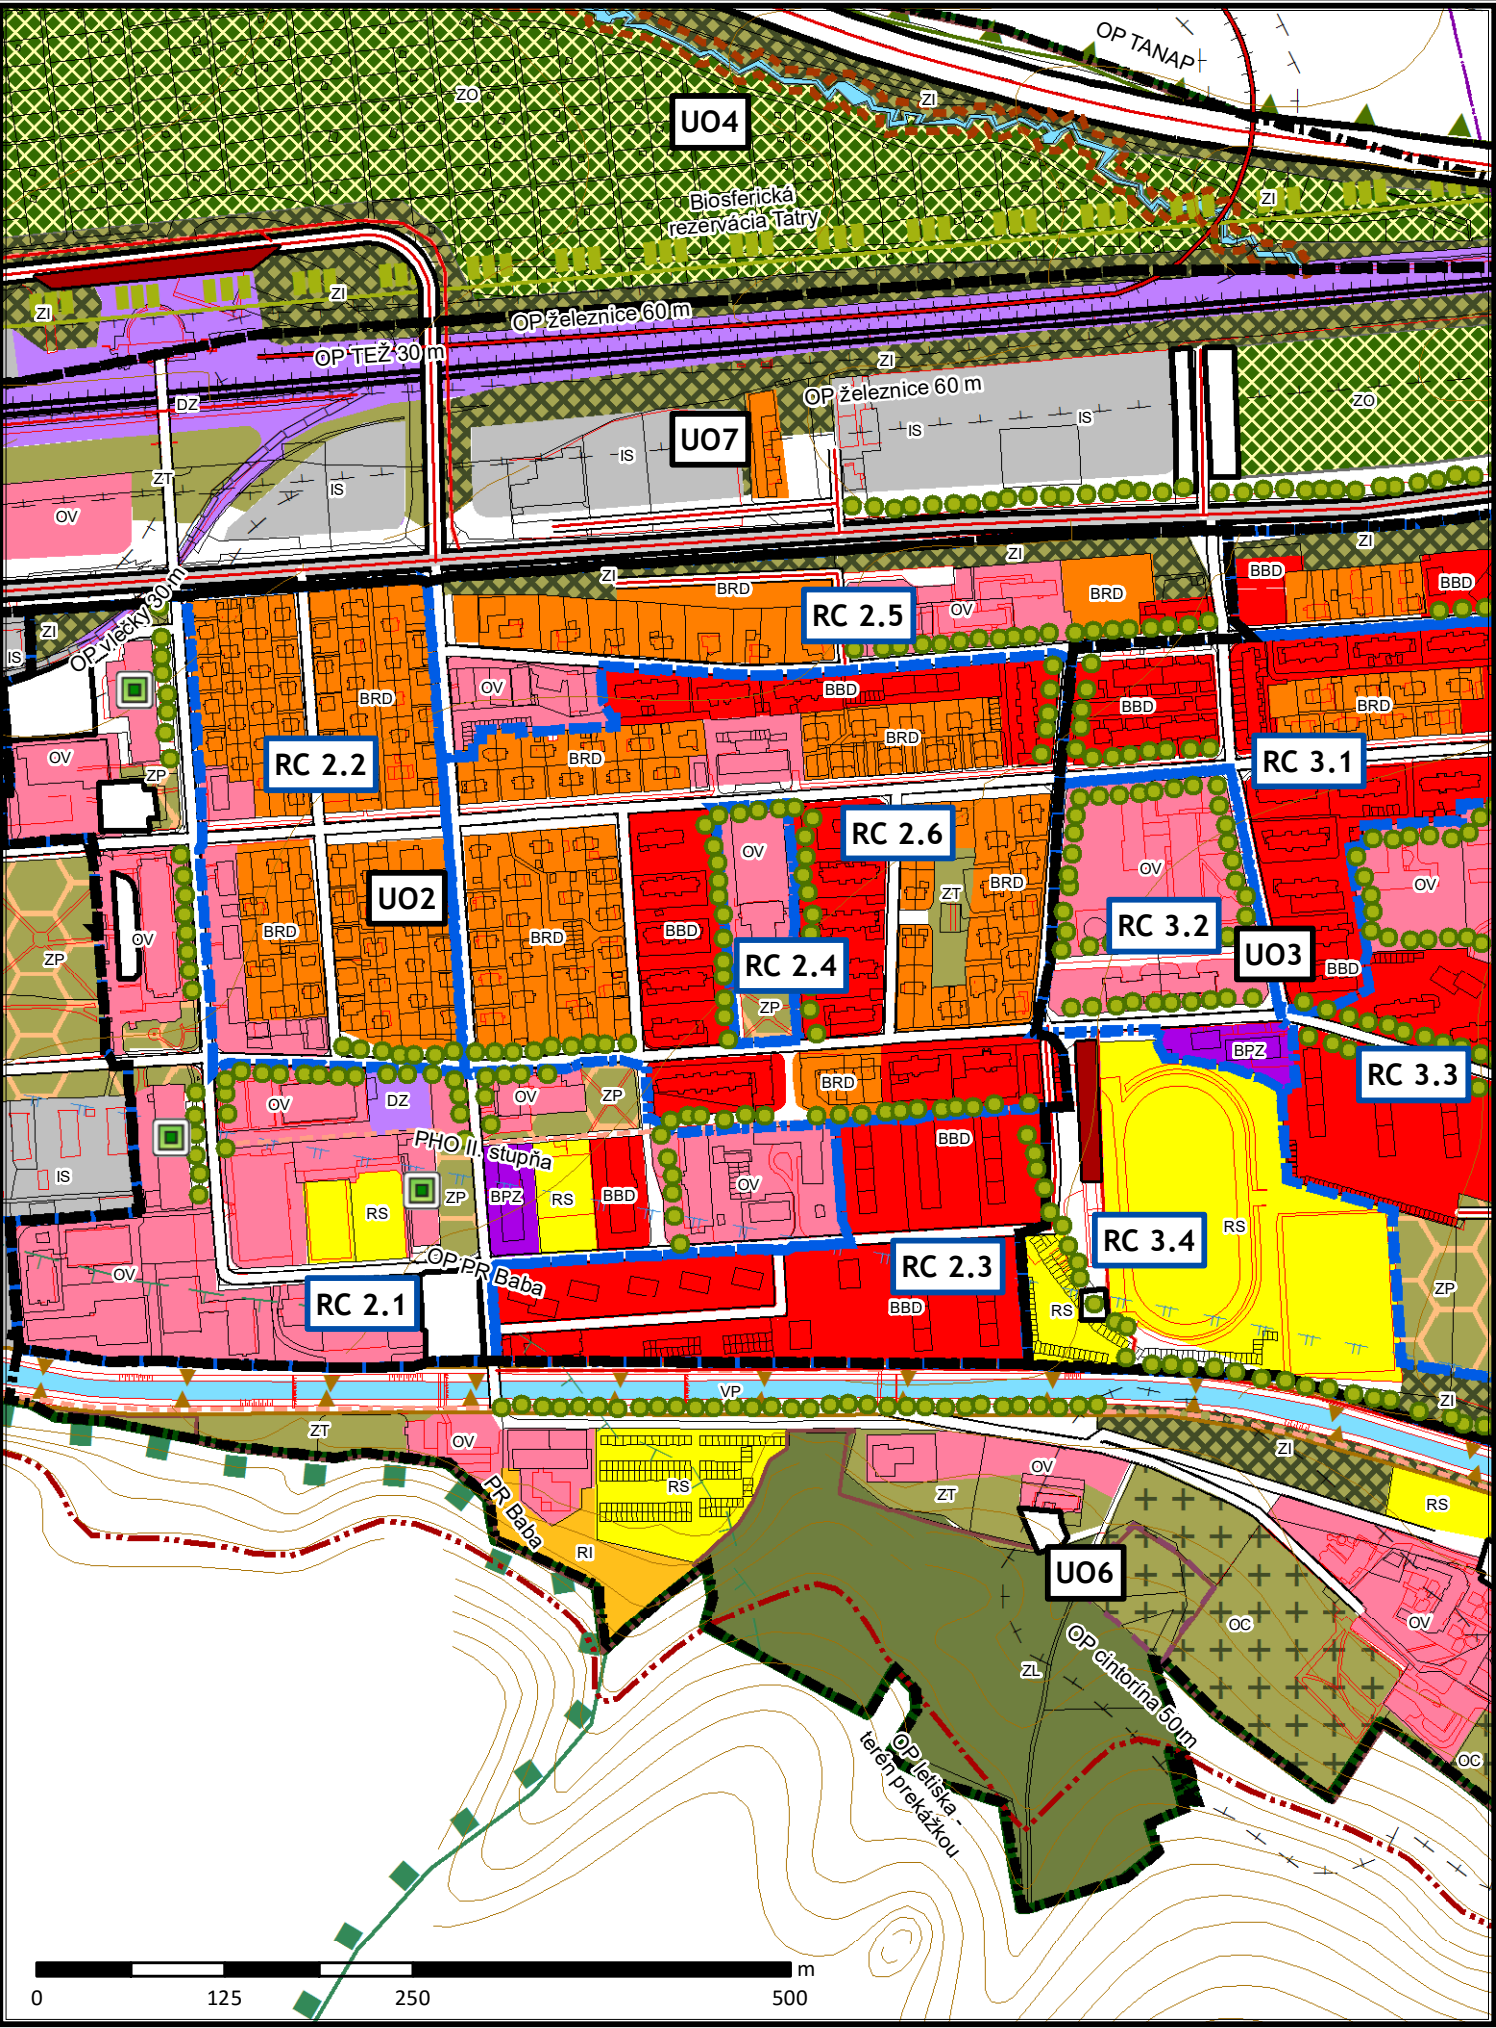 OP TANAP
ZO
ZI
UO4
Biosferická
rezervácia Tatry
ZI
ZI
ZI
OP železnice 60 m
OP TEŽ 30 m
ZI
OP železnice 60 m
DZ
ZO
UO7
IS
IS
IS
ZT
IS
OV
ZI
ZI
ZI
BRD
BBD
BBD
BRD
RC 2.5
OV
OP vlečky 30 m
ZI
IS
OV
BBD
BRD
BBD
BRD
BRD
OV
ZP
RC 2.2
BRD
RC 3.1
RC 2.6
OV
OV
OV
UO2
ZT
BRD
RC 3.2
BRD
BRD
BBD
OV
ZP
RC 2.4
UO3
BBD
ZP
BPZ
RC 3.3
OV
DZ
OV
ZP
BRD
PHO II. stupňa
BBD
IS
RS
ZP
BPZ
RS
BBD
OV
RS
RC 3.4
OP PR Baba
OV
RC 2.1
RC 2.3
BBD
RS
ZP
VP
ZI
ZT
OV
ZI
OV
RS
ZT
RS
PR Baba
RI
UO6
OP cintorína 50 m
OC
OV
ZL
OP letiska -
terén prekážkou
OC
m
0
125
250
500